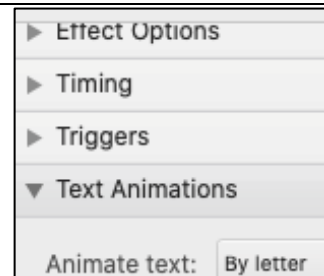 Effect Options
Timing
Triggers
Text Animations
Animate text: By letter